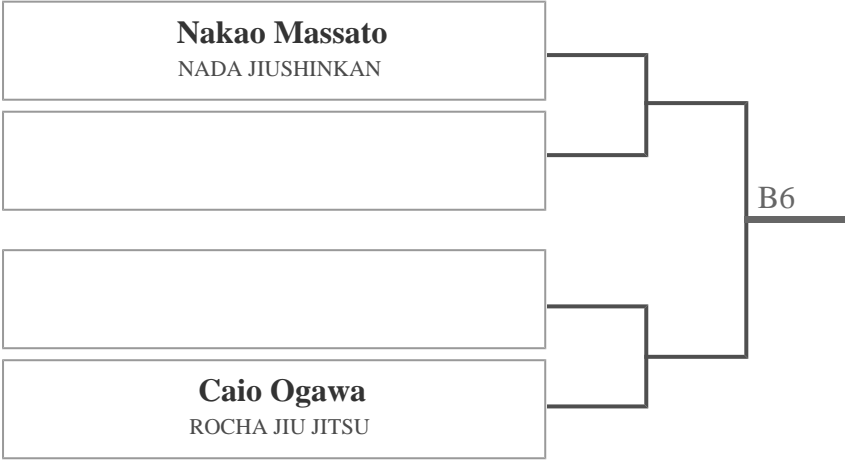 Nakao Massato
NADA JIUSHINKAN
B6
Caio Ogawa
ROCHA JIU JITSU